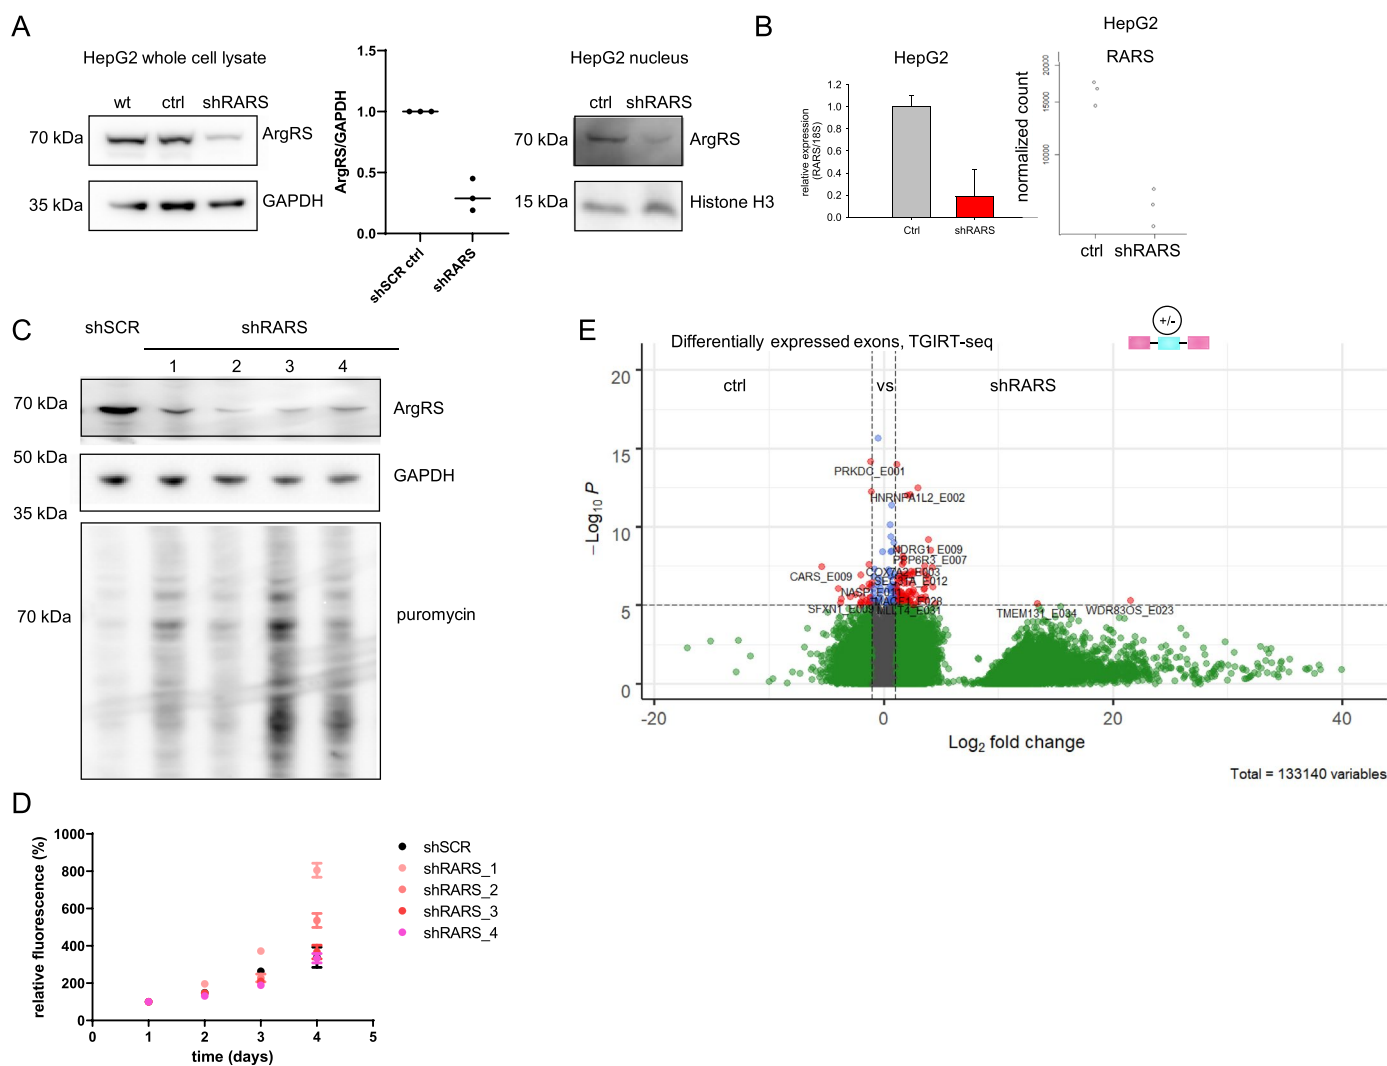 A
HepG2 whole cell lysate
wt ctrl shRARS
70 kDa
ArgRS
35 kDa
GAPDH
1.5
1.0
0.5
0.0
ArgRS/GAPDH
shSCR ctrl
shRARS
HepG2 nucleus
ctrl shRARS
70 kDa
ArgRS
15 kDa
Histone H3
B
HepG2
1.2
1.0
0.8
0.6
0.4
0.2
0.0
relative expression
(RARS/18S)
Ctrl
shRARS
HepG2
RARS
normalized count
20000
15000
10000
ctrl shRARS
C
shSCR
shRARS
1 2 3 4
70 kDa
ArgRS
50 kDa
GAPDH
35 kDa
70 kDa
puromycin
D
1000
800
600
400
200
0
relative fluorescence (%)
0 1 2 3 4 5
time (days)
shSCR
shRARS_1
shRARS_2
shRARS_3
shRARS_4
E
Differentially expressed exons, TGIRT-seq
+/-
ctrl vs shRARS
20
15
10
5
0
−Log10 P
PRKDC_E001
HNRNPA1L2_E002
NDRG1_E009
PPP6R3_E007
COX7A2_E003
CARS_E009
SEC31A_E012
NASP_E011
MACF1_E028
SFXN1_E009
MLLT4_E031
TMEM131_E034
WDR83OS_E023
-20 0 20 40
Log2 fold change
Total = 133140 variables